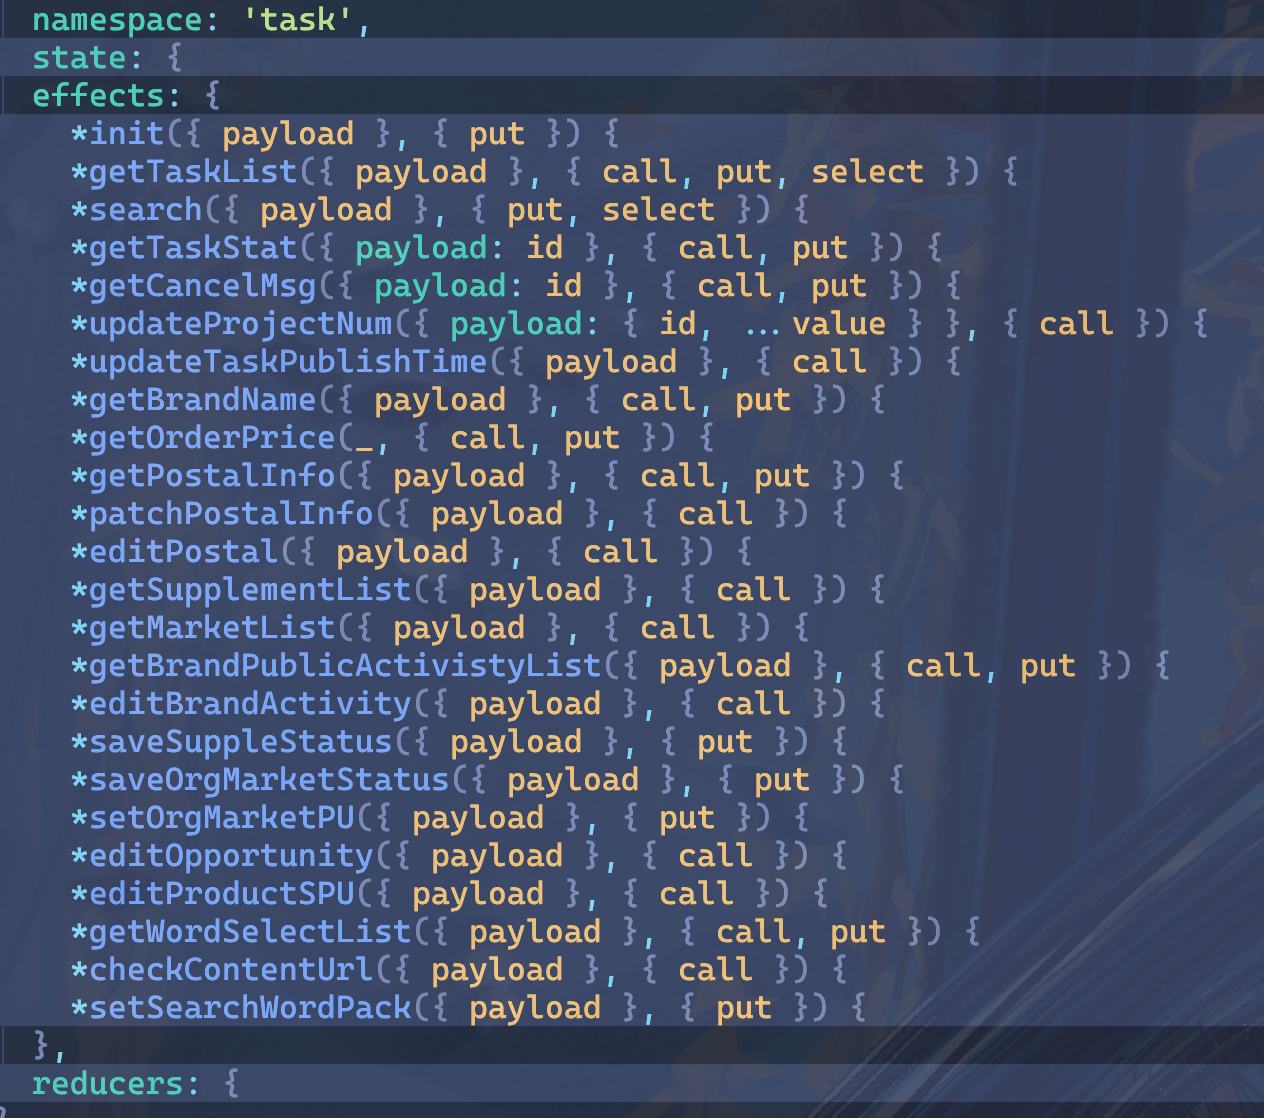 namespace: 'task',
state: {
effects: {
*init({ payload }, { put }) {
*getTaskList({ payload }, { call, put, select }) {
*search({ payload }, { put, select }) {
*getTaskStat({ payload: id }, { call, put }) {
*getCancelMsg({ payload: id }, { call, put }) {
*updateProjectNum({ payload: { id, ...value } }, { call }) {
*updateTaskPublishTime({ payload }, { call }) {
*getBrandName({ payload }, { call, put }) {
*getOrderPrice(_, { call, put }) {
*getPostalInfo({ payload }, { call, put }) {
*patchPostalInfo({ payload }, { call }) {
*editPostal({ payload }, { call }) {
*getSupplementList({ payload }, { call }) {
*getMarketList({ payload }, { call }) {
*getBrandPublicActivistyList({ payload }, { call, put }) {
*editBrandActivity({ payload }, { call }) {
*saveSuppleStatus({ payload }, { put }) {
*saveOrgMarketStatus({ payload }, { put }) {
*setOrgMarketPU({ payload }, { put }) {
*editOpportunity({ payload }, { call }) {
*editProductSPU({ payload }, { call }) {
*getWordSelectList({ payload }, { call, put }) {
*checkContentUrl({ payload }, { call }) {
*setSearchWordPack({ payload }, { put }) {
},
reducers: {